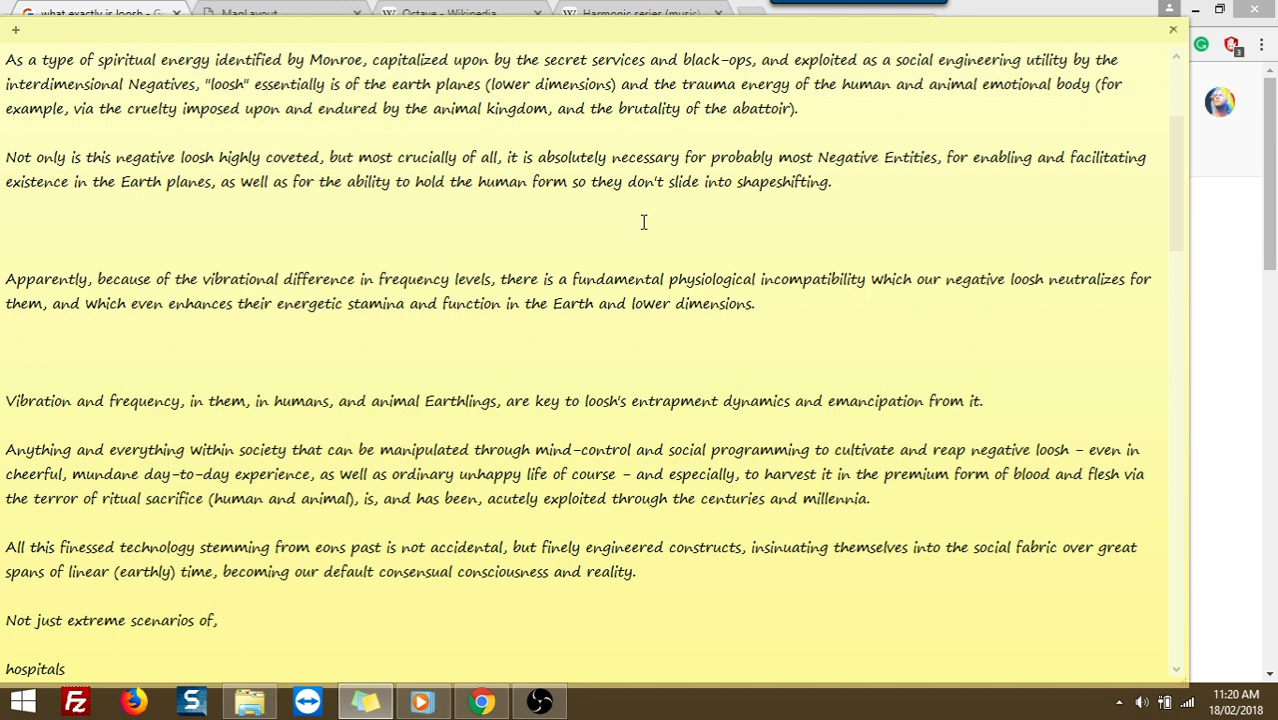 what exactly is loosh - G
MagLayout
Octave - Wikipedia
Harmonic series (music)
As a type of spiritual energy identified by Monroe, capitalized upon by the secret services and black-ops, and exploited as a social engineering utility by the
interdimensional Negatives, "loosh" essentially is of the earth planes (lower dimensions) and the trauma energy of the human and animal emotional body (for
example, via the cruelty imposed upon and endured by the animal kingdom, and the brutality of the abattoir).
Not only is this negative loosh highly coveted, but most crucially of all, it is absolutely necessary for probably most Negative Entities, for enabling and facilitating
existence in the Earth planes, as well as for the ability to hold the human form so they don't slide into shapeshifting.
Apparently, because of the vibrational difference in frequency levels, there is a fundamental physiological incompatibility which our negative loosh neutralizes for
them, and which even enhances their energetic stamina and function in the Earth and lower dimensions.
Vibration and frequency, in them, in humans, and animal Earthlings, are key to loosh's entrapment dynamics and emancipation from it.
Anything and everything within society that can be manipulated through mind-control and social programming to cultivate and reap negative loosh - even in
cheerful, mundane day-to-day experience, as well as ordinary unhappy life of course - and especially, to harvest it in the premium form of blood and flesh via
the terror of ritual sacrifice (human and animal), is, and has been, acutely exploited through the centuries and millennia.
All this finessed technology stemming from eons past is not accidental, but finely engineered constructs, insinuating themselves into the social fabric over great
spans of linear (earthly) time, becoming our default consensual consciousness and reality.
Not just extreme scenarios of,
hospitals
3
11:20 AM
18/02/2018